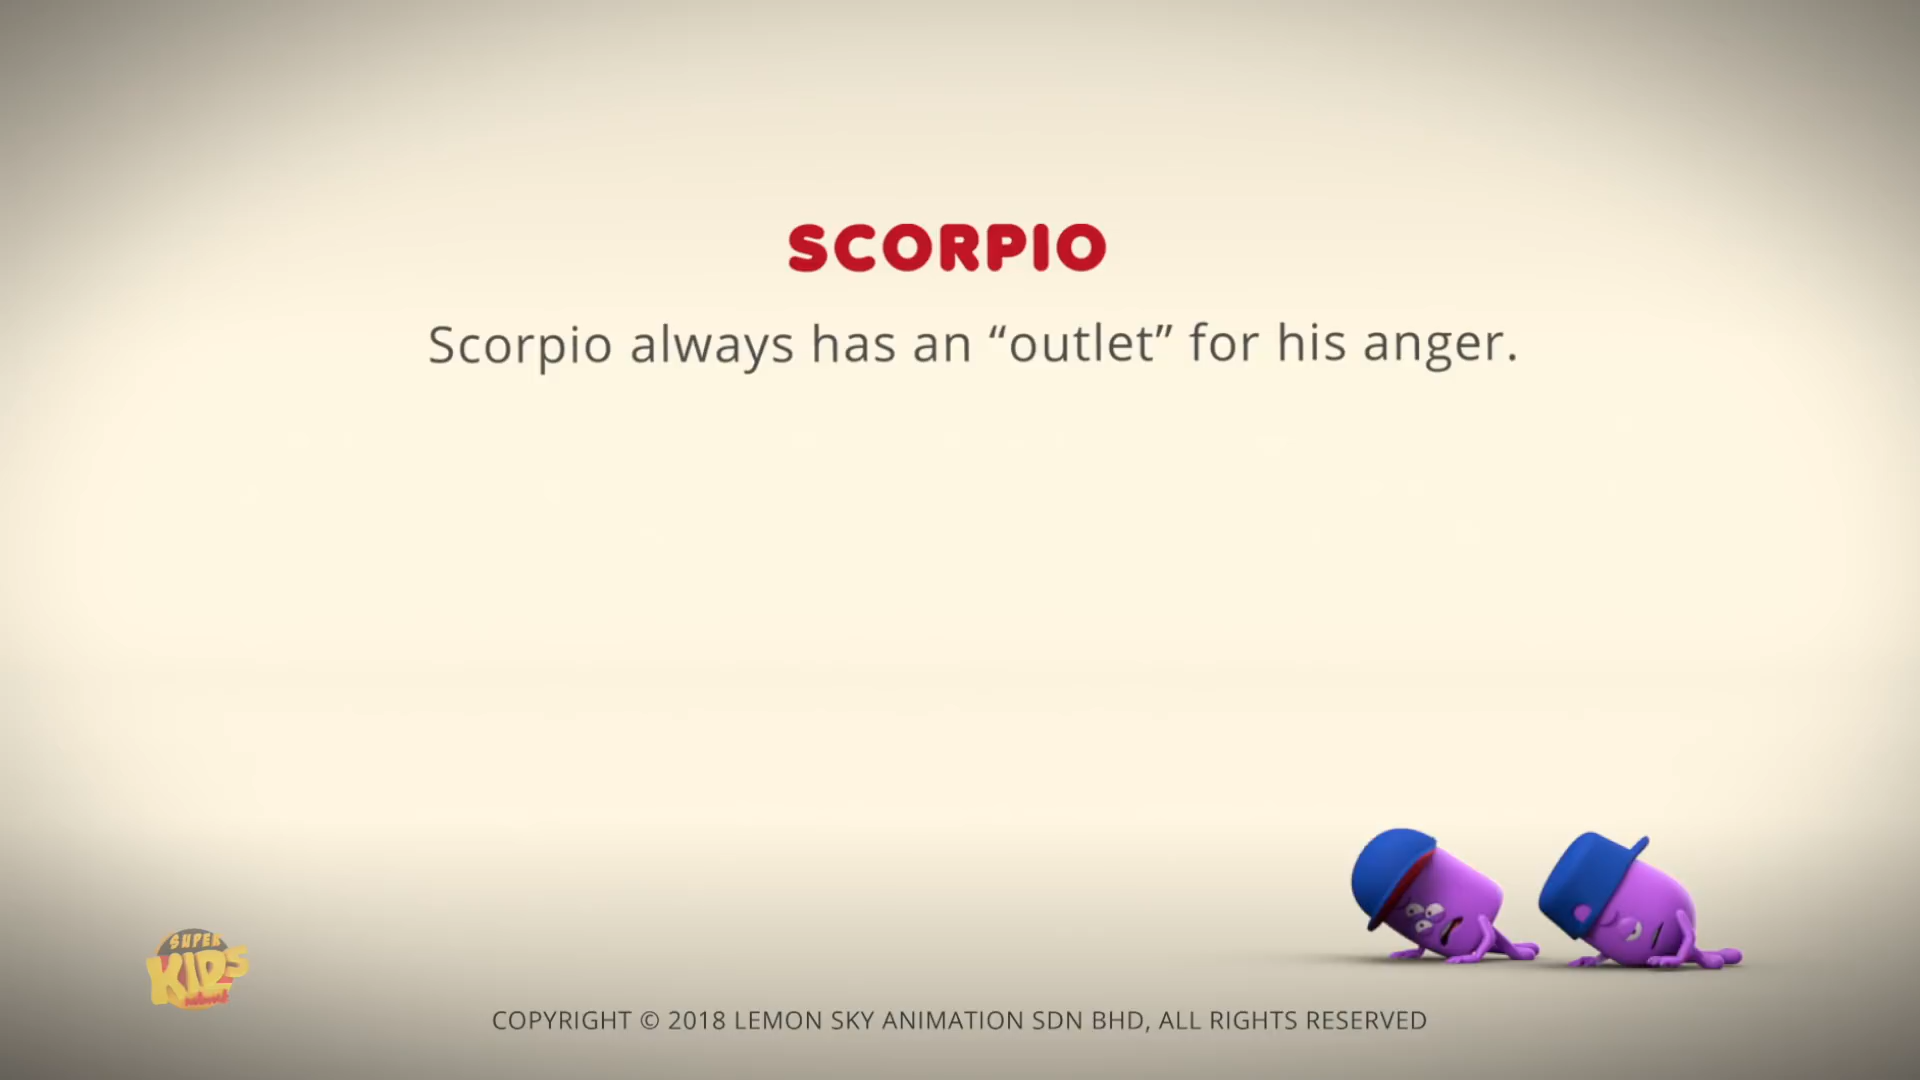 SCORPIO
Scorpio always has an “outlet” for his anger.
SUPER
KIDS
network
COPYRIGHT © 2018 LEMON SKY ANIMATION SDN BHD, ALL RIGHTS RESERVED